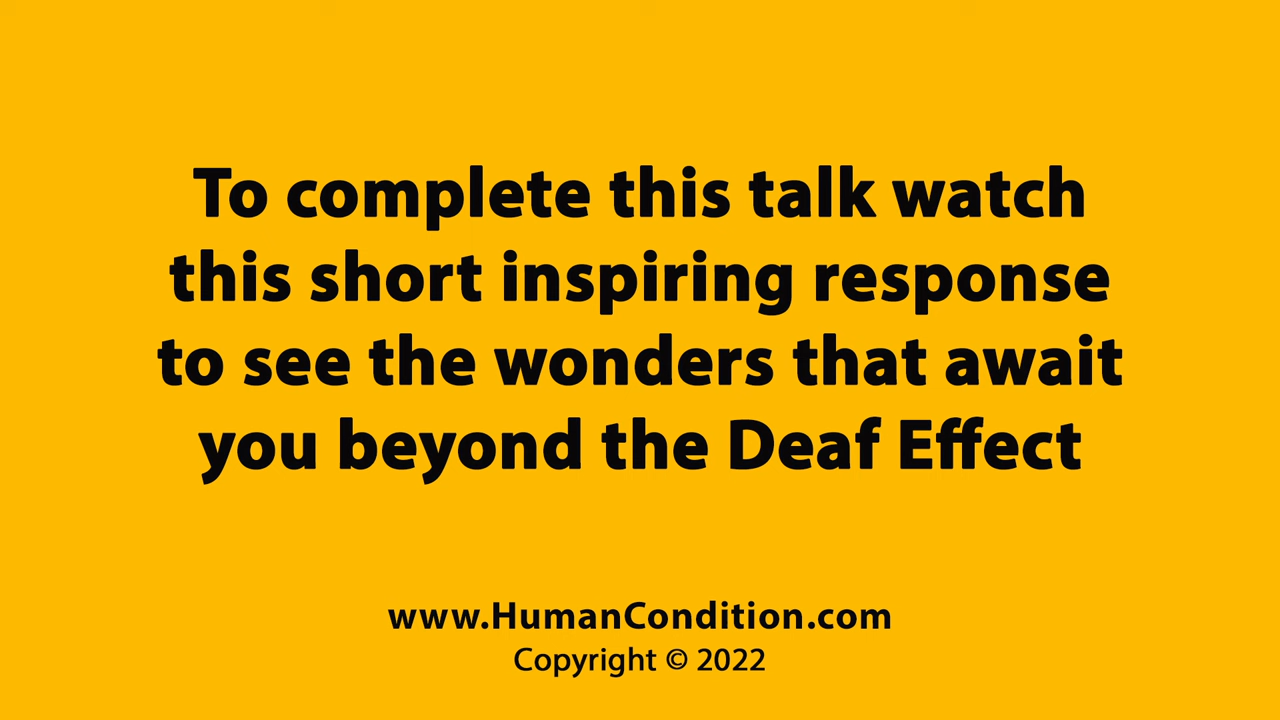 To complete this talk watch
this short inspiring response
to see the wonders that await
you beyond the Deaf Effect
www.HumanCondition.com
Copyright © 2022